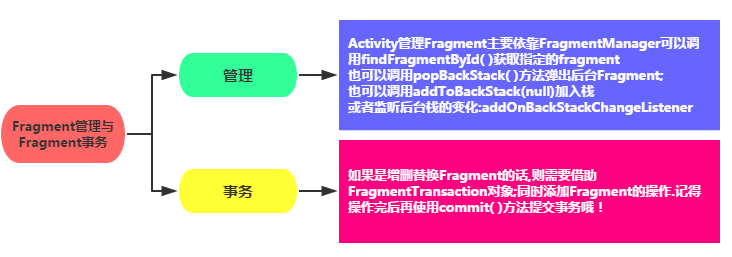 Fragment管理与
Fragment事务
管理
Activity管理Fragment主要依靠FragmentManager可以调
用findFragmentById( )获取指定的fragment
也可以调用popBackStack( )方法弹出后台Fragment;
也可以调用addToBackStack(null)加入栈
或者监听后台栈的变化:addOnBackStackChangeListener
事务
如果是增删替换Fragment的话,则需要借助
FragmentTransaction对象;同时添加Fragment的操作.记得
操作完后再使用commit( )方法提交事务哦！